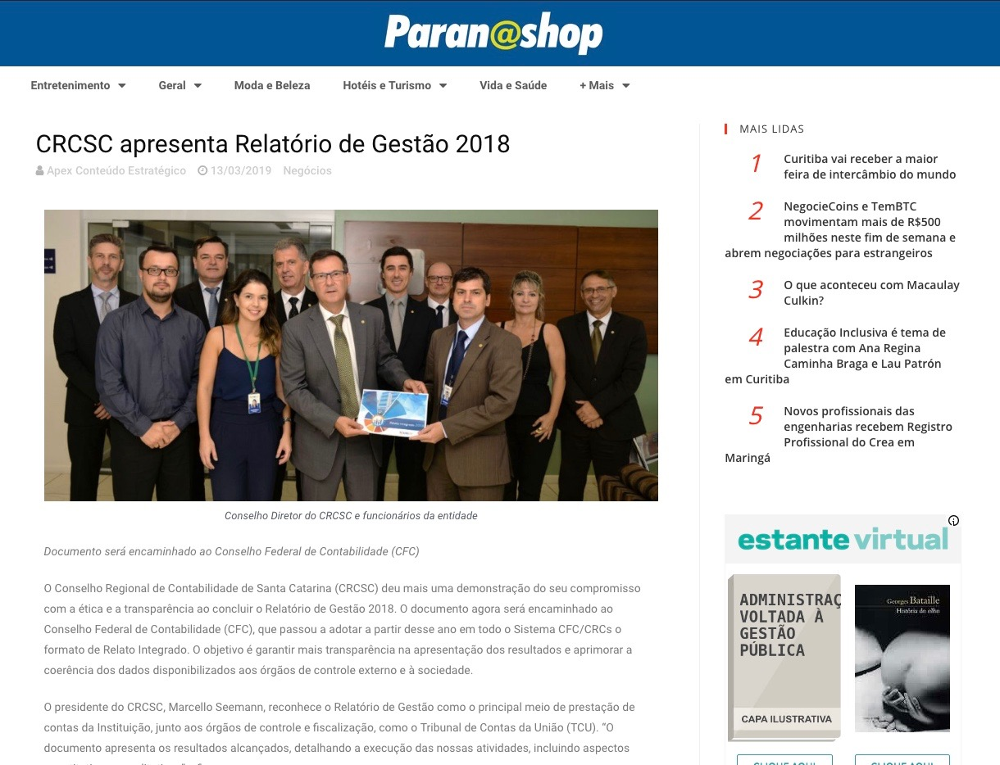 Paran@shop
Entretenimento Geral Moda e Beleza Hotéis e Turismo Vida e Saúde + Mais
CRCSC apresenta Relatório de Gestão 2018
Apex Conteúdo Estratégico 13/03/2019 Negócios
Conselho Diretor do CRCSC e funcionários da entidade
Documento será encaminhado ao Conselho Federal de Contabilidade (CFC)
O Conselho Regional de Contabilidade de Santa Catarina (CRCSC) deu mais uma demonstração do seu compromisso
com a ética e a transparência ao concluir o Relatório de Gestão 2018. O documento agora será encaminhado ao
Conselho Federal de Contabilidade (CFC), que passou a adotar a partir desse ano em todo o Sistema CFC/CRCs o
formato de Relato Integrado. O objetivo é garantir mais transparência na apresentação dos resultados e aprimorar a
coerência dos dados disponibilizados aos órgãos de controle externo e à sociedade.
O presidente do CRCSC, Marcello Seemann, reconhece o Relatório de Gestão como o principal meio de prestação de
contas da Instituição, junto aos órgãos de controle e fiscalização, como o Tribunal de Contas da União (TCU). “O
documento apresenta os resultados alcançados, detalhando a execução das nossas atividades, incluindo aspectos
MAIS LIDAS
1 Curitiba vai receber a maior
feira de intercâmbio do mundo
2 NegocieCoins e TemBTC
movimentam mais de R$500
milhões neste fim de semana e
abrem negociações para estrangeiros
3 O que aconteceu com Macaulay
Culkin?
4 Educação Inclusiva é tema de
palestra com Ana Regina
Caminha Braga e Lau Patrón
em Curitiba
5 Novos profissionais das
engenharias recebem Registro
Profissional do Crea em
Maringá
estante virtual
ADMINISTRAÇ
VOLTADA À
GESTÃO
PÚBLICA
CAPA ILUSTRATIVA
Georges Bataille
História do olho
CLIQUE AQUI
CLIQUE AQUI